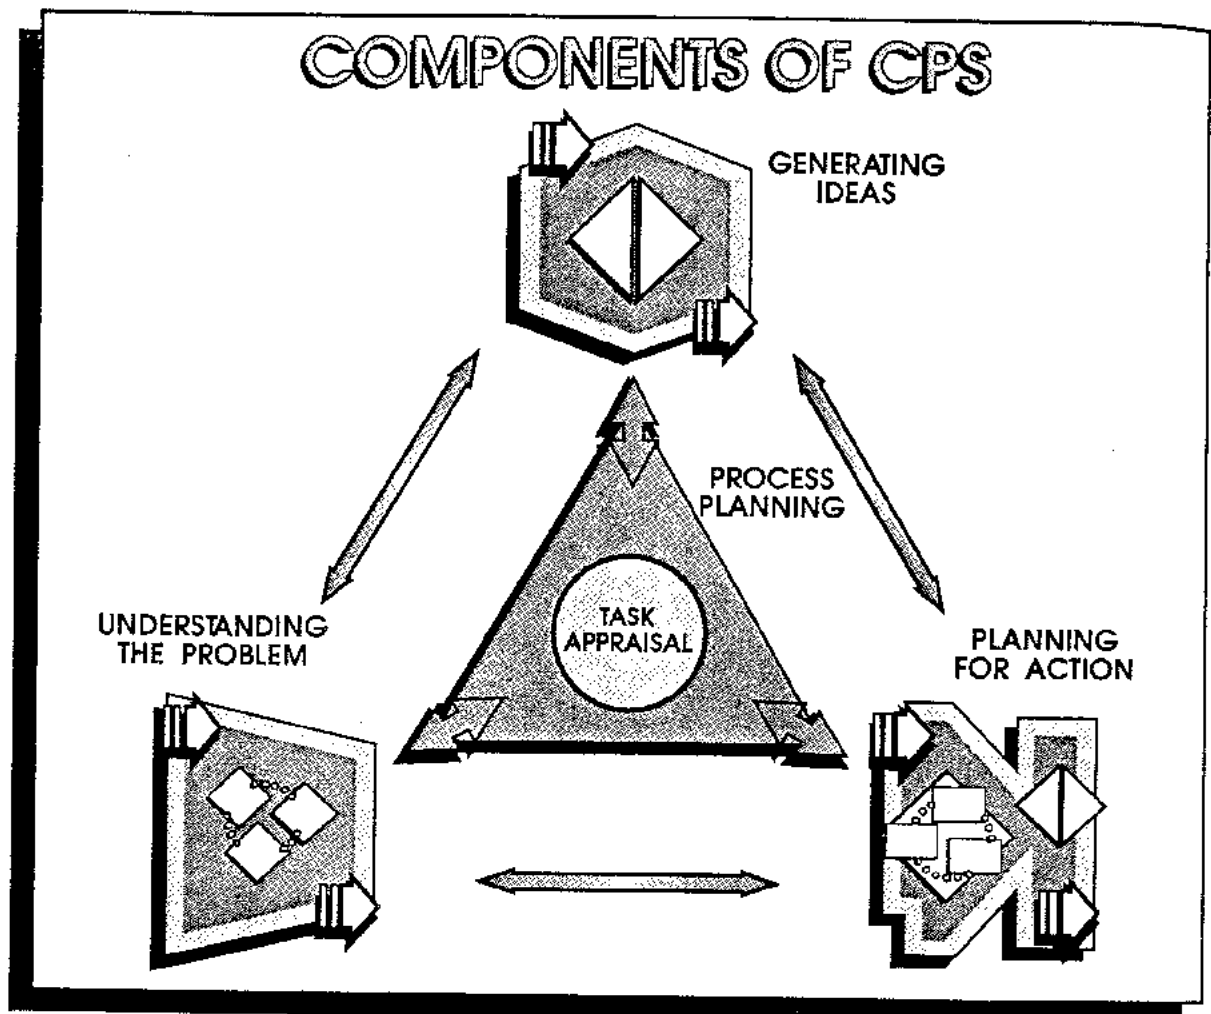 COMPONENTS OF CPS
GENERATING
IDEAS
PROCESS
PLANNING
TASK
APPRAISAL
UNDERSTANDING
THE PROBLEM
PLANNING
FOR ACTION